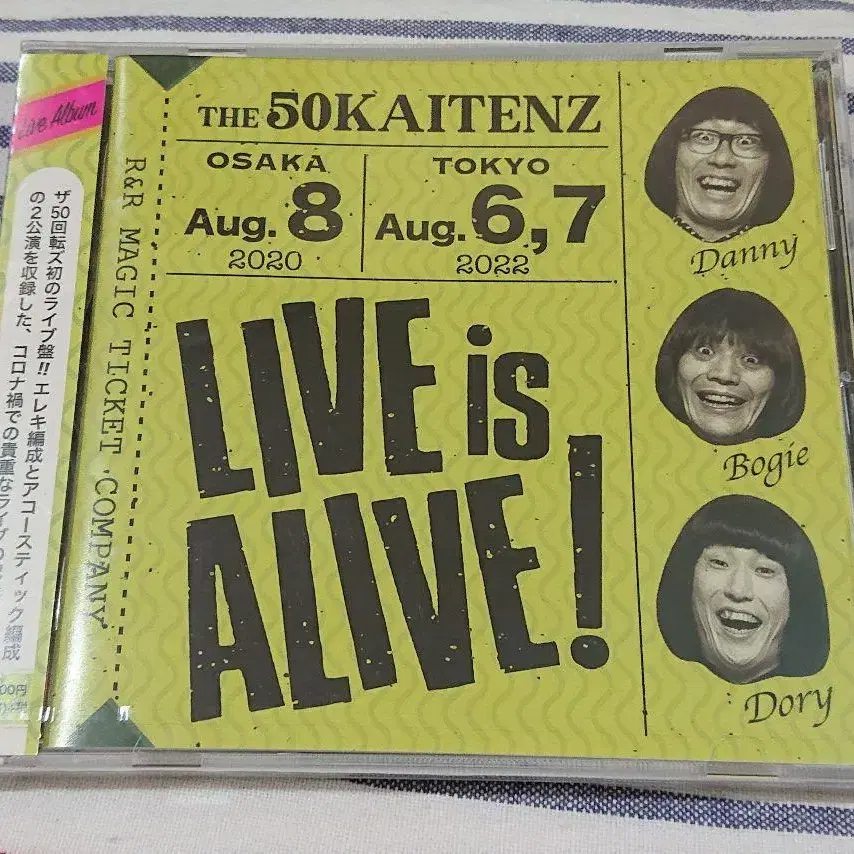 Live Album
ザ50回転ズ初のライブ盤!! エレキ編成とアコースティック編成
の2公演を収録した、コロナ禍での貴重なライブ
00円
R&R MAGIC TICKET COMPANY
THE 50KAITENZ
OSAKA
Aug. 8
2020
TOKYO
Aug. 6,7
2022
LIVE is
ALIVE!
Danny
Bogie
Dory